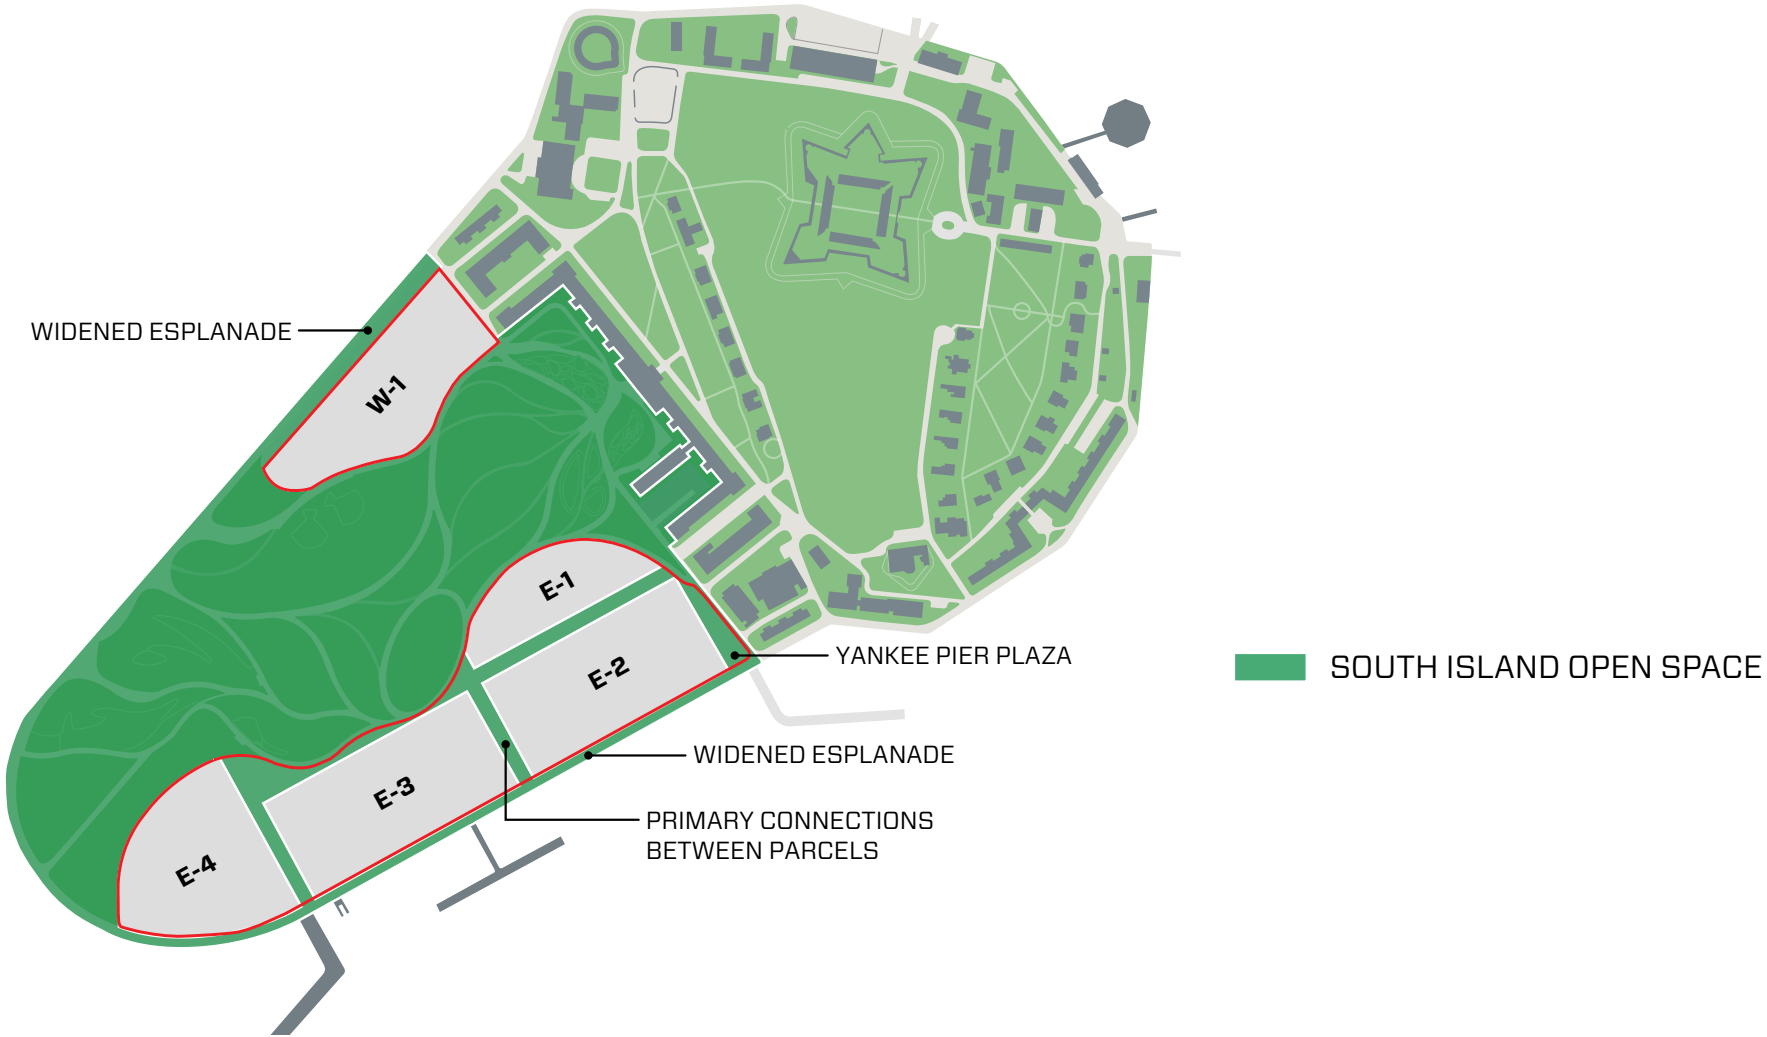 WIDENED ESPLANADE
W-1
E-1
E-2
YANKEE PIER PLAZA
SOUTH ISLAND OPEN SPACE
WIDENED ESPLANADE
E-3
PRIMARY CONNECTIONS
BETWEEN PARCELS
E-4